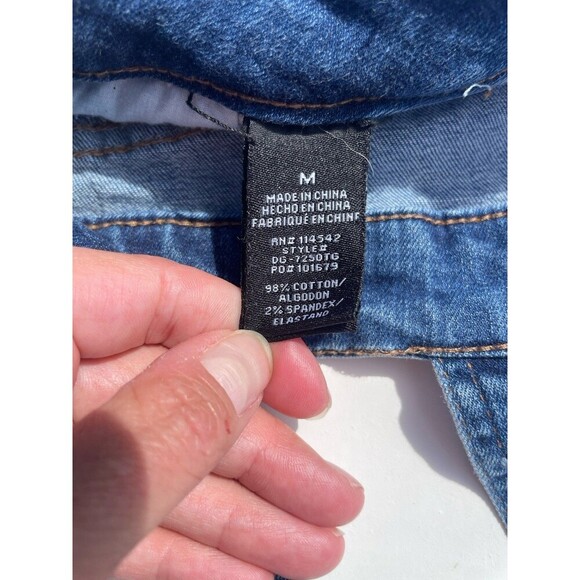 M
MADE IN CHINA
HECHO EN CHINA
FABRIQUÉ EN CHINE
RN# 114542
STYLE#
DG-7250TG
PO# 101679
98% COTTON/
ALGODON
2% SPANDEX/
ELASTANO